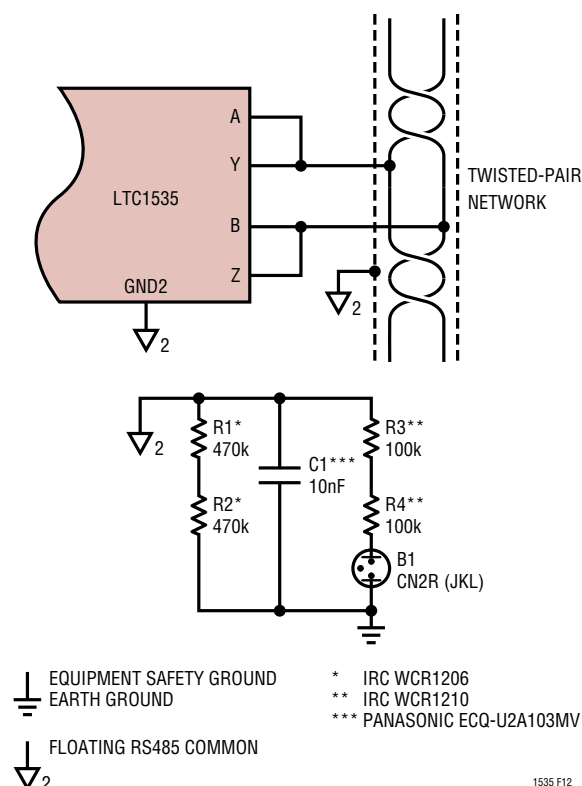 A
Y
LTC1535
B
Z
GND2
2
2
TWISTED-PAIR
NETWORK
2
R1*
470k
R2*
470k
C1***
10nF
R3**
100k
R4**
100k
B1
CN2R (JKL)
EQUIPMENT SAFETY GROUND
EARTH GROUND
FLOATING RS485 COMMON
2
* IRC WCR1206
** IRC WCR1210
*** PANASONIC ECQ-U2A103MV
1535 F12